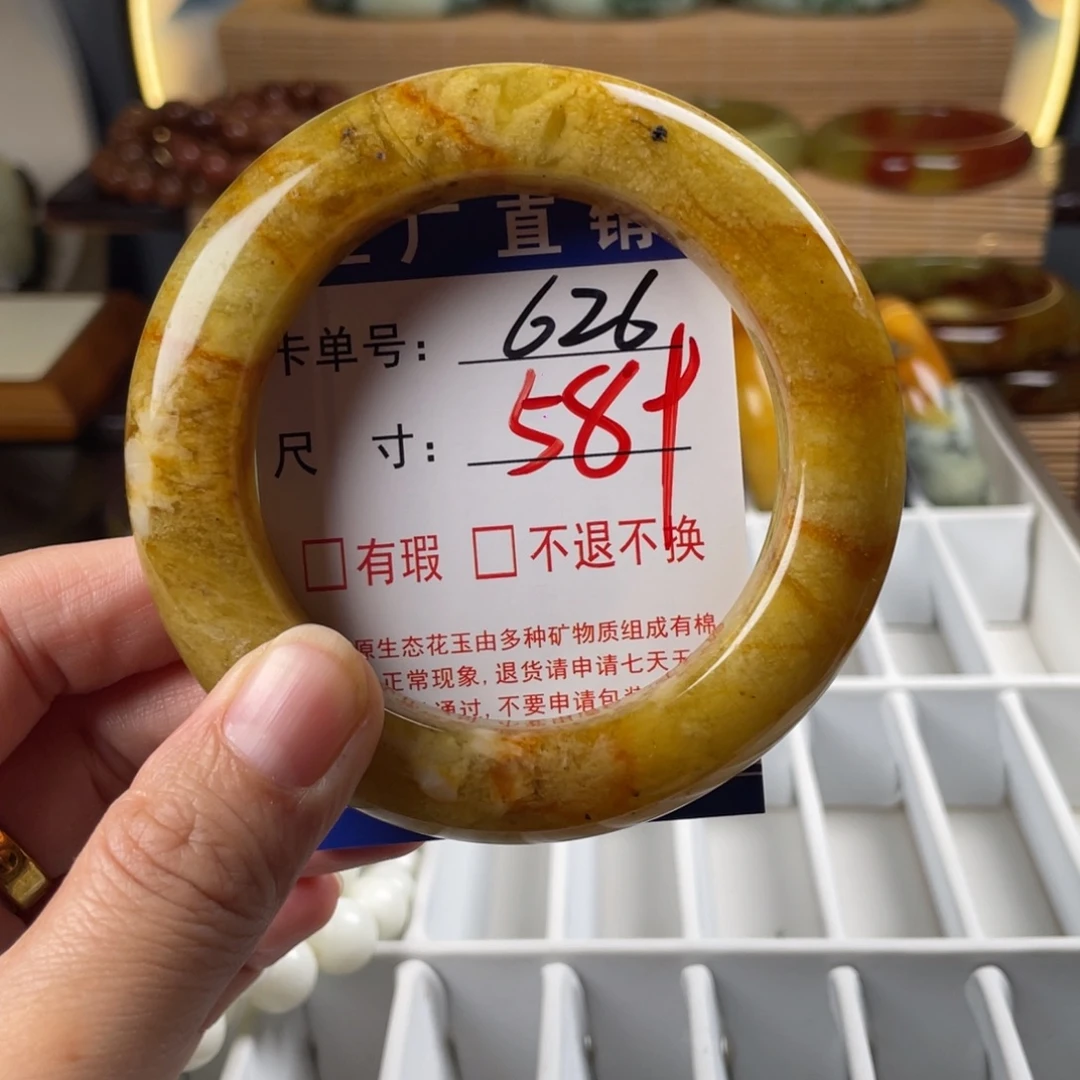 厂直销
卡单号: 626
尺 寸: 58
□有瑕 □不退不换
原生态花玉由多种矿物质组成有棉
正常现象, 退货请申请七天无
通过, 不要申请包装